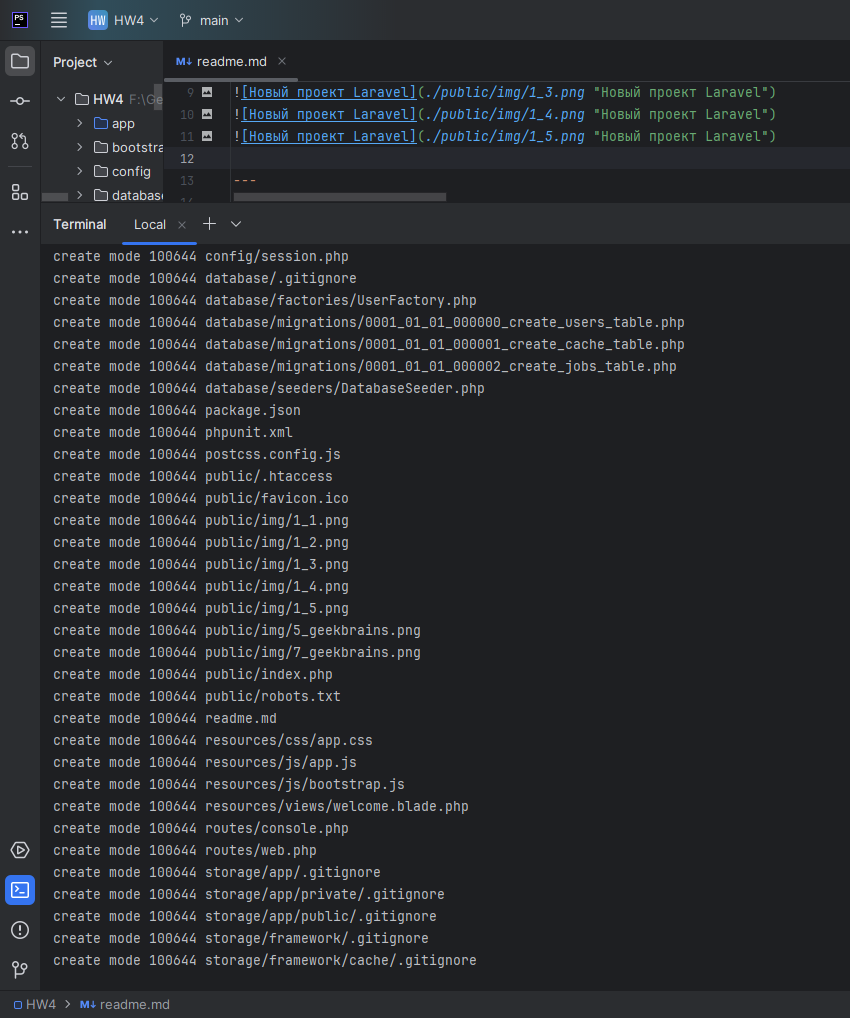 PS
HW HW4 main
Project
readme.md
HW4 F:\Ge
app
bootstra
config
database
9 ![Новый проект Laravel](./public/img/1_3.png "Новый проект Laravel")
10 ![Новый проект Laravel](./public/img/1_4.png "Новый проект Laravel")
11 ![Новый проект Laravel](./public/img/1_5.png "Новый проект Laravel")
12
13 ---
Terminal Local
create mode 100644 config/session.php
create mode 100644 database/.gitignore
create mode 100644 database/factories/UserFactory.php
create mode 100644 database/migrations/0001_01_01_000000_create_users_table.php
create mode 100644 database/migrations/0001_01_01_000001_create_cache_table.php
create mode 100644 database/migrations/0001_01_01_000002_create_jobs_table.php
create mode 100644 database/seeders/DatabaseSeeder.php
create mode 100644 package.json
create mode 100644 phpunit.xml
create mode 100644 postcss.config.js
create mode 100644 public/.htaccess
create mode 100644 public/favicon.ico
create mode 100644 public/img/1_1.png
create mode 100644 public/img/1_2.png
create mode 100644 public/img/1_3.png
create mode 100644 public/img/1_4.png
create mode 100644 public/img/1_5.png
create mode 100644 public/img/5_geekbrains.png
create mode 100644 public/img/7_geekbrains.png
create mode 100644 public/index.php
create mode 100644 public/robots.txt
create mode 100644 readme.md
create mode 100644 resources/css/app.css
create mode 100644 resources/js/app.js
create mode 100644 resources/js/bootstrap.js
create mode 100644 resources/views/welcome.blade.php
create mode 100644 routes/console.php
create mode 100644 routes/web.php
create mode 100644 storage/app/.gitignore
create mode 100644 storage/app/private/.gitignore
create mode 100644 storage/app/public/.gitignore
create mode 100644 storage/framework/.gitignore
create mode 100644 storage/framework/cache/.gitignore
HW4 > M↓ readme.md